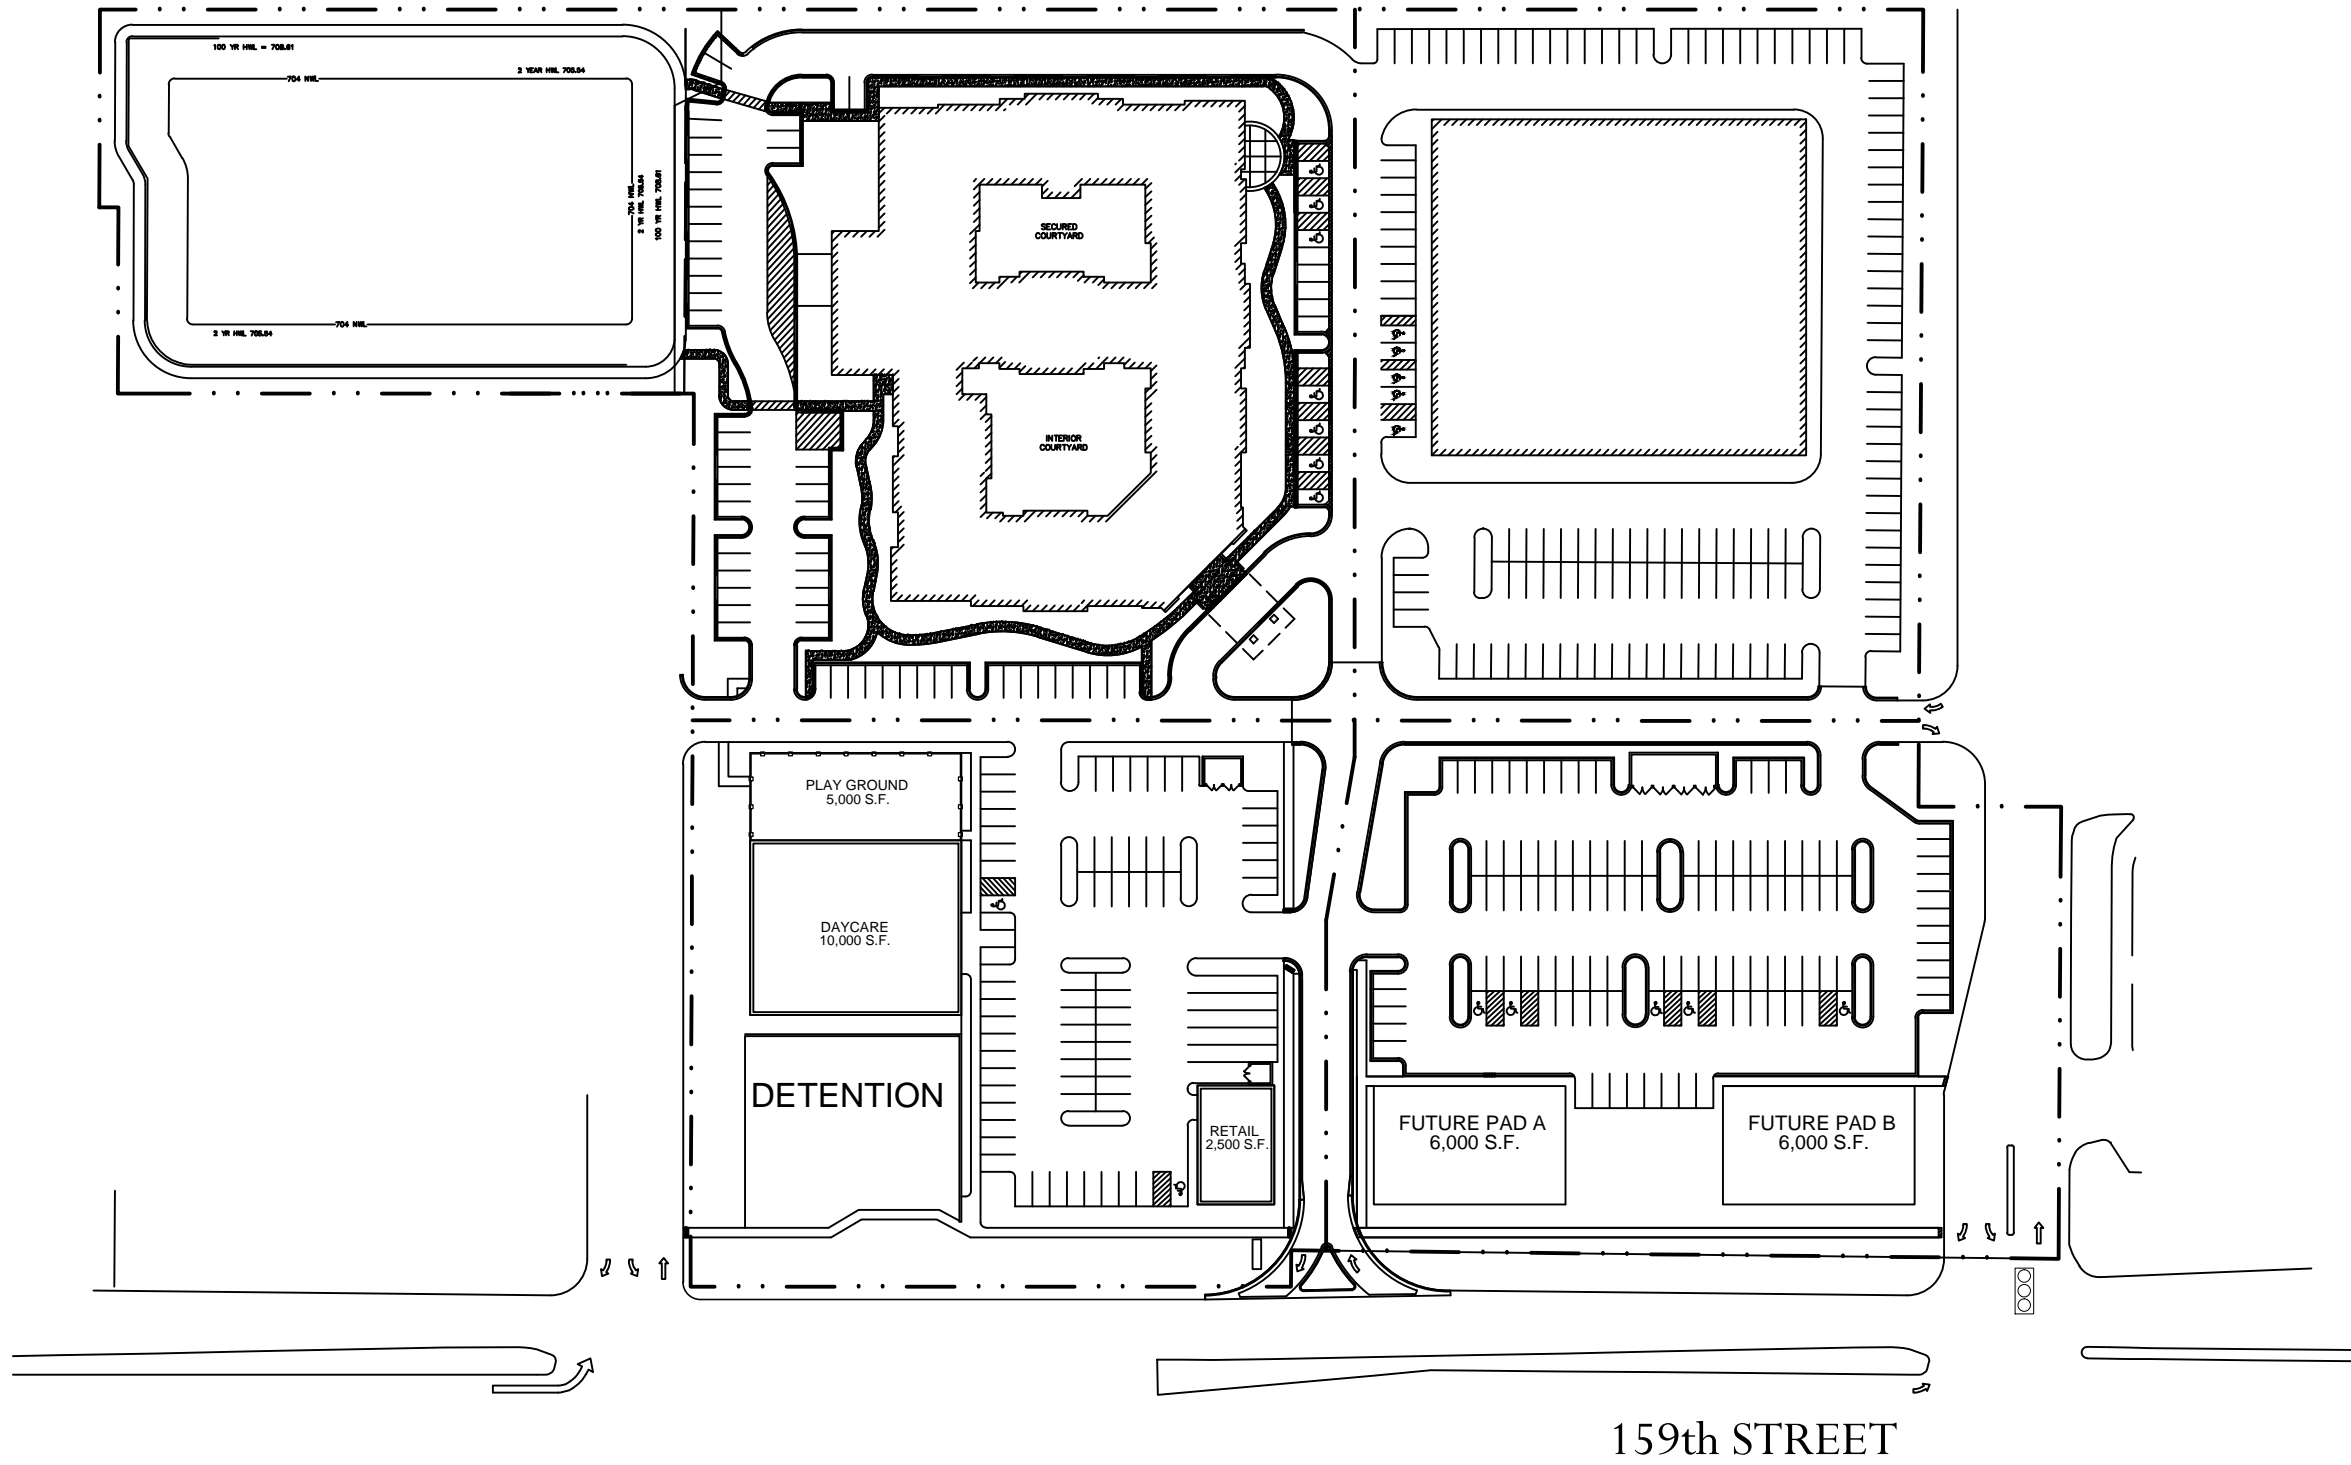 100 YR HWL = 708.61
2 YEAR HWL 705.54
704 NWL
704 NWL
2 YR HWL 705.54
100 YR HWL 708.61
704 NWL
2 YR HWL 705.54
SECURED
COURTYARD
INTERIOR
COURTYARD
PLAY GROUND
5,000 S.F.
DAYCARE
10,000 S.F.
DETENTION
RETAIL
2,500 S.F.
FUTURE PAD A
6,000 S.F.
FUTURE PAD B
6,000 S.F.
159th STREET